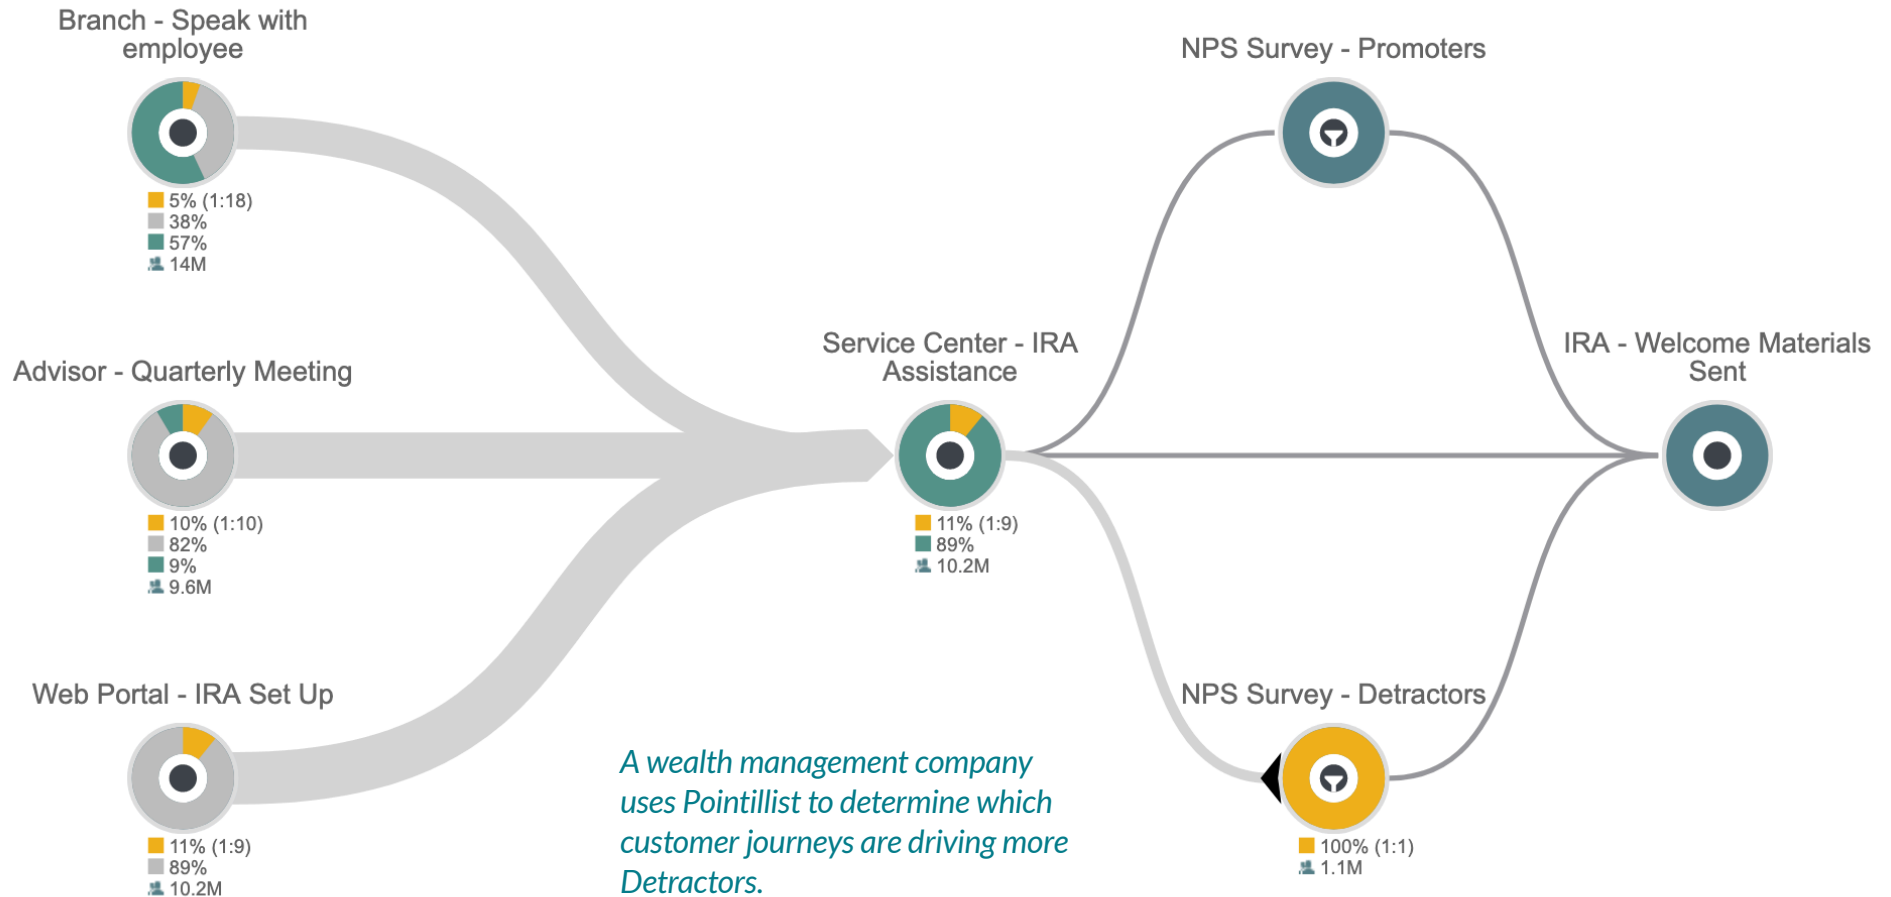 Branch - Speak with
employee
5% (1:18)
38%
57%
14M
Advisor - Quarterly Meeting
10% (1:10)
82%
9%
9.6M
Web Portal - IRA Set Up
11% (1:9)
89%
10.2M
Service Center - IRA
Assistance
11% (1:9)
89%
10.2M
NPS Survey - Promoters
NPS Survey - Detractors
100% (1:1)
1.1M
IRA - Welcome Materials
Sent
A wealth management company
uses Pointillist to determine which
customer journeys are driving more
Detractors.